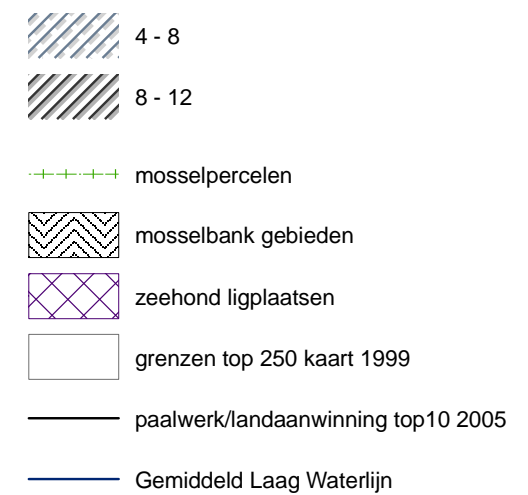 4 - 8
8 - 12
mosselpercelen
mosselbank gebieden
zeehond ligplaatsen
grenzen top 250 kaart 1999
paalwerk/landaanwinning top10 2005
Gemiddeld Laag Waterlijn